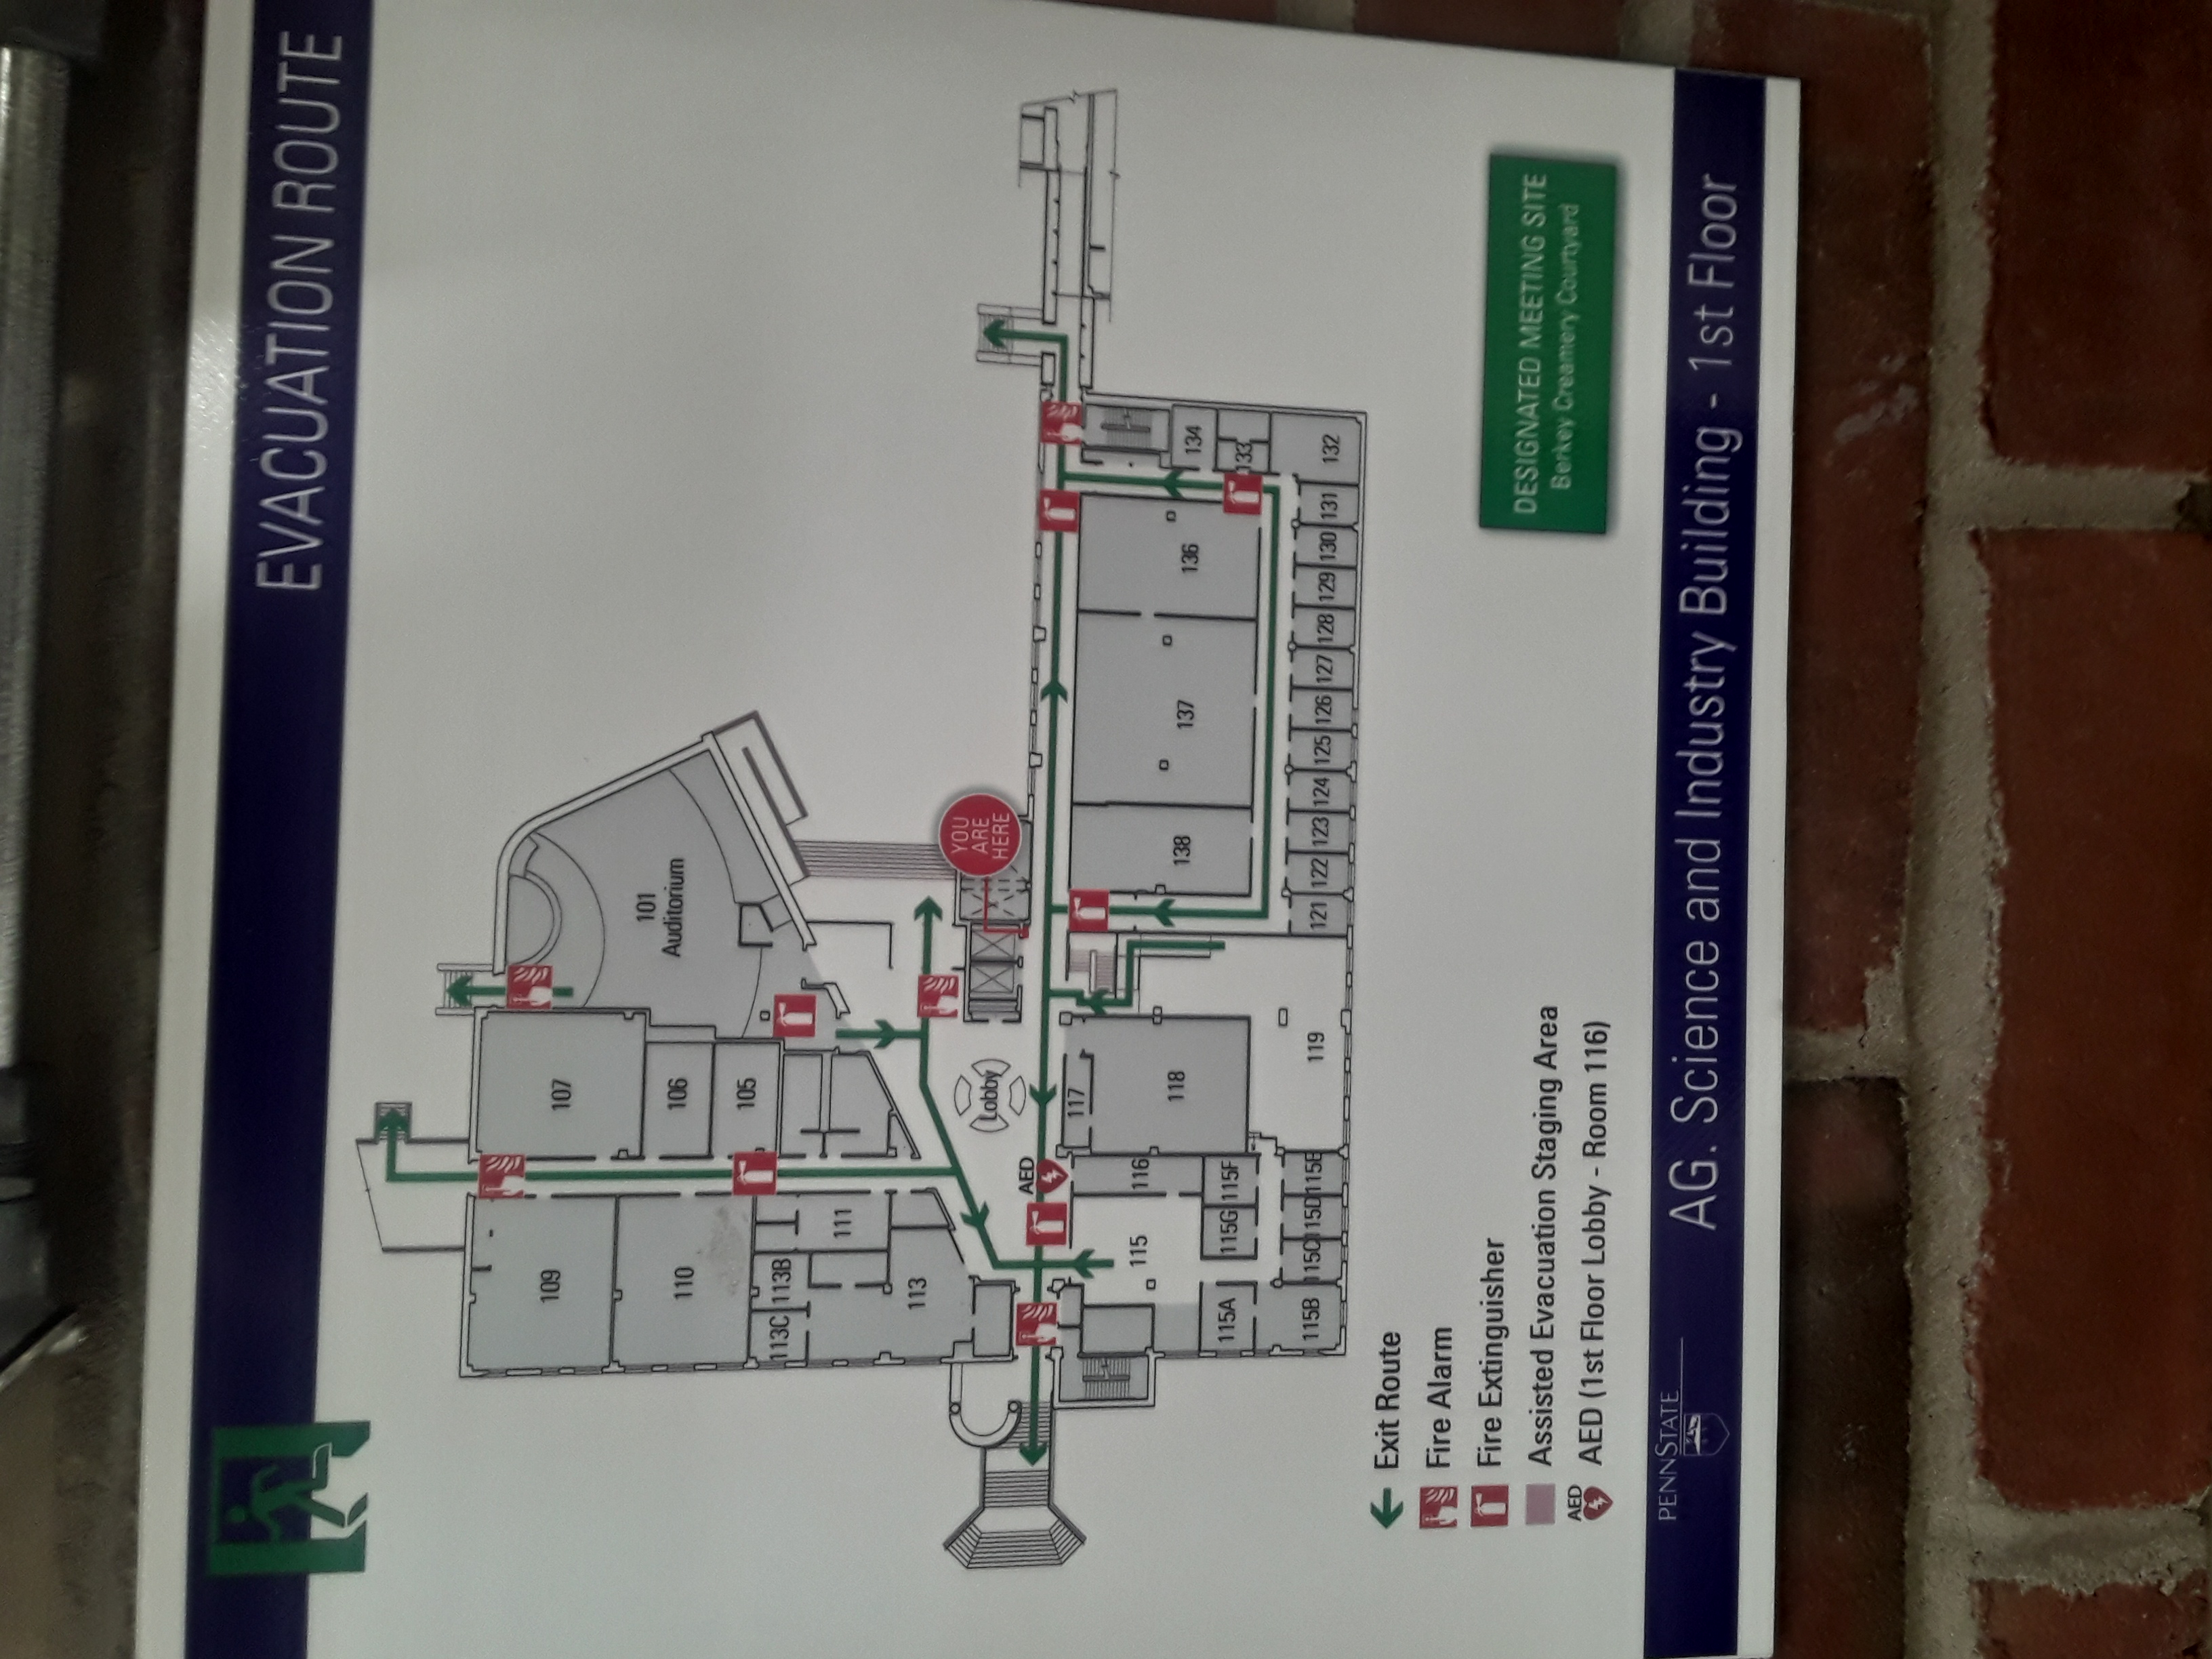 EVACUATION ROUTE
109
107
101
Auditorium
110
106
105
113C
113B
111
113
YOU
ARE
HERE
Lobby
AED
117
115
116
118
138
137
136
134
133
115A
115G
115F
115B
115C
115D
115E
119
121
122
123
124
125
126
127
128
129
130
131
132
Exit Route
Fire Alarm
Fire Extinguisher
Assisted Evacuation Staging Area
AED
AED (1st Floor Lobby - Room 116)
DESIGNATED MEETING SITE
Berkey Creamery Courtyard
PENNSTATE
AG. Science and Industry Building - 1st Floor